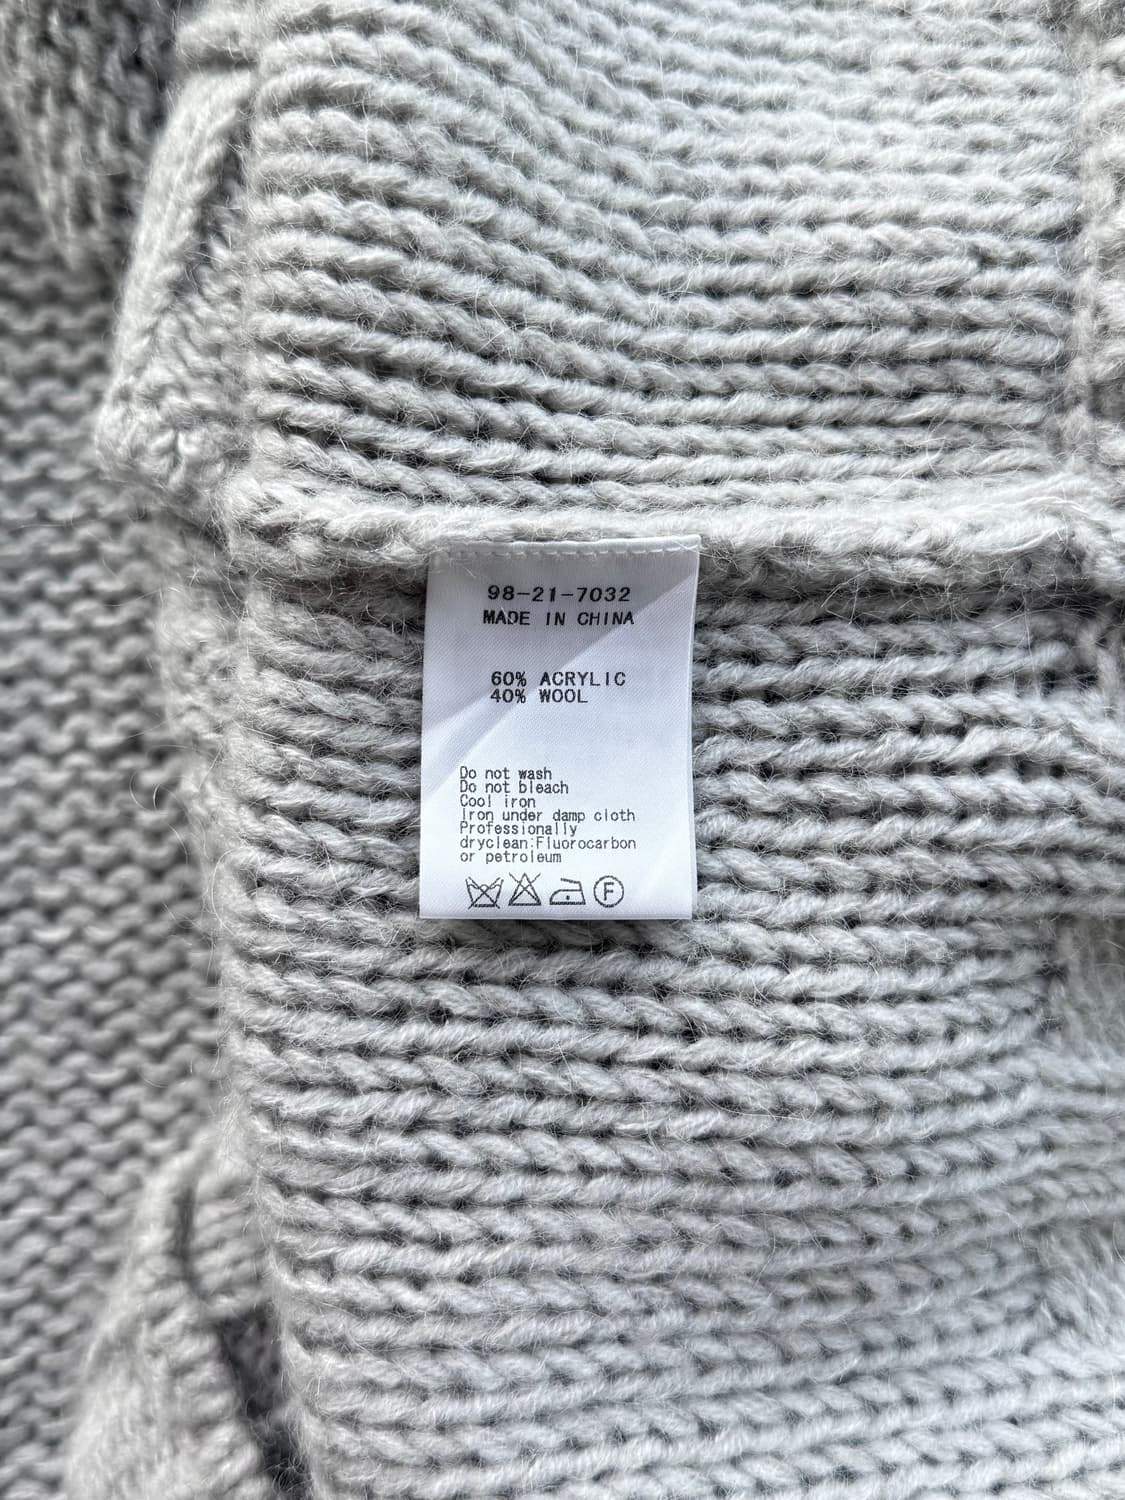 98-21-7032
MADE IN CHINA
60% ACRYLIC
40% WOOL
Do not wash
Do not bleach
Cool iron
Iron under damp cloth
Professionally
dryclean:Fluorocarbon
or petroleum
F